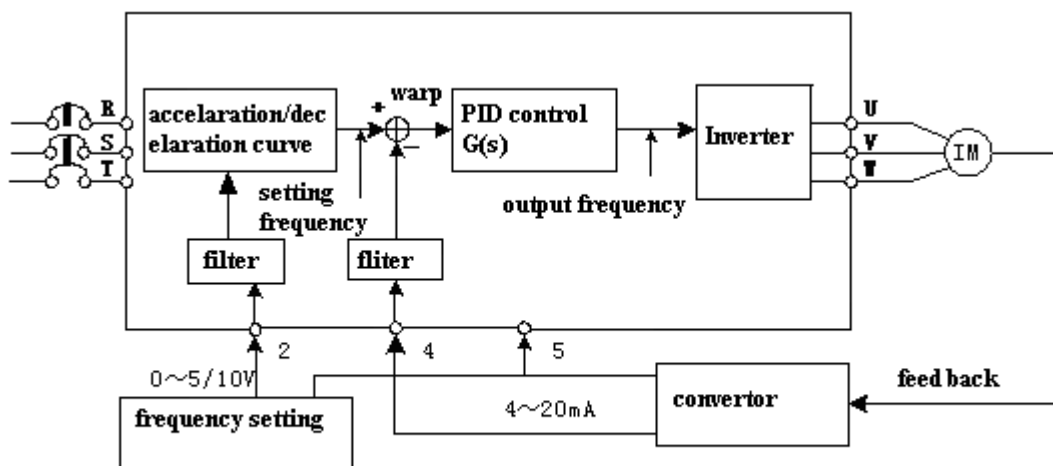 R
S
T
accelaration/dec
elaration curve
+
warp
−
PID control
G(s)
Inverter
U
V
W
IM
setting
frequency
output frequency
filter
fliter
2
4
5
0～5/10V
frequency setting
4～20mA
convertor
feed back